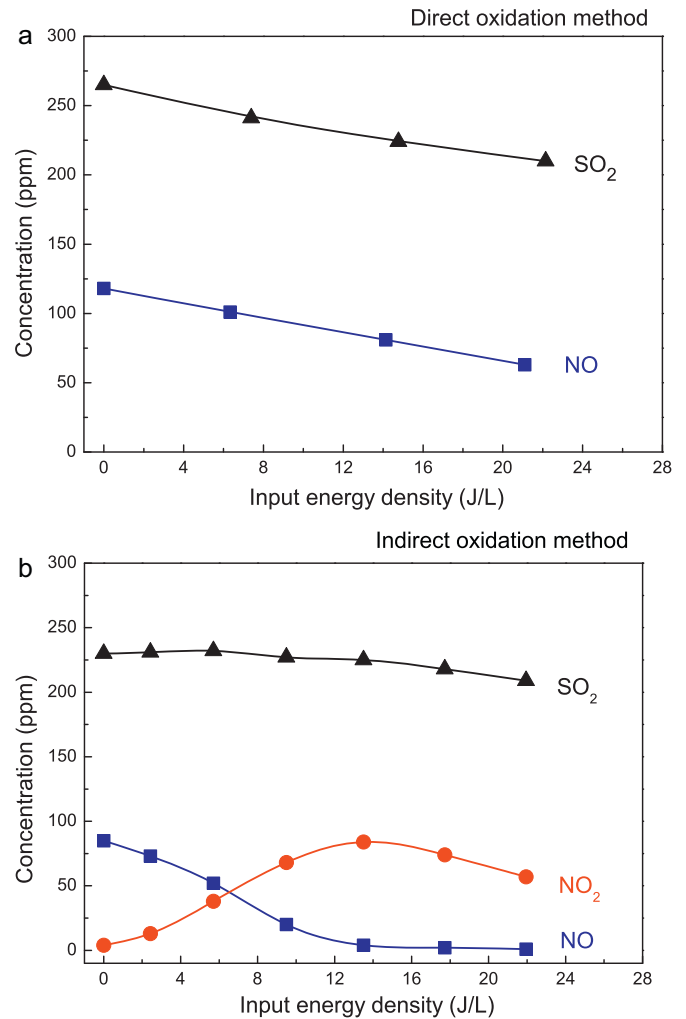 Direct oxidation method
a
300
250
200
150
100
50
0
Concentration (ppm)
SO2
NO
0 4 8 12 16 20 24 28
Input energy density (J/L)
Indirect oxidation method
b
300
250
200
150
100
50
0
Concentration (ppm)
SO2
NO2
NO
0 4 8 12 16 20 24 28
Input energy density (J/L)